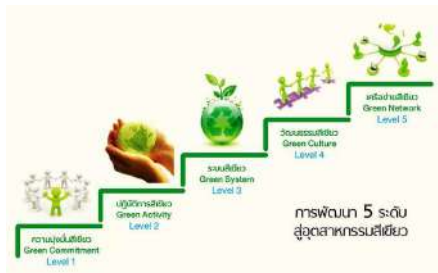 เครือข่ายสีเขียว
Green Network
Level 5
วัฒนธรรมสีเขียว
Green Culture
Level 4
ระบบสีเขียว
Green System
Level 3
ปฏิบัติการสีเขียว
Green Activity
Level 2
ความมุ่งมั่นสีเขียว
Green Commitment
Level 1
การพัฒนา 5 ระดับ
สู่อุตสาหกรรมสีเขียว